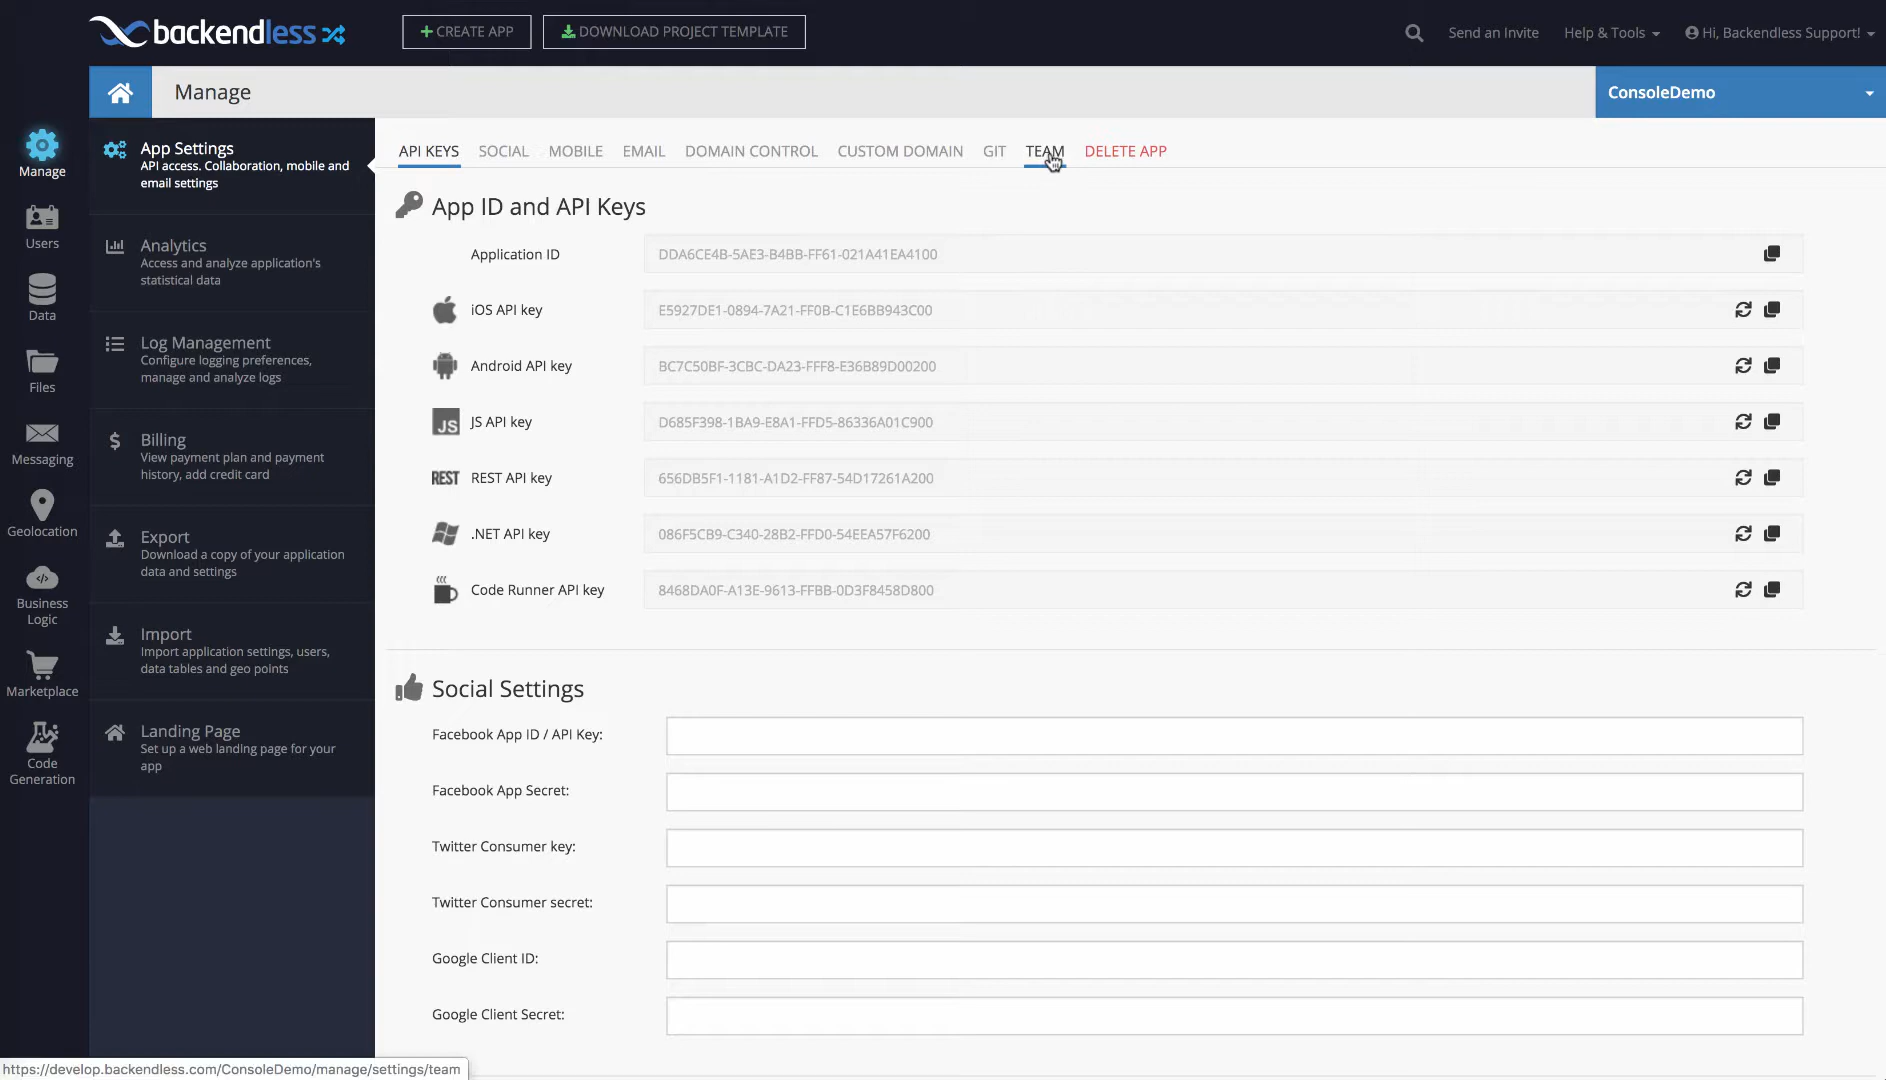 backendless
CREATE APP
DOWNLOAD PROJECT TEMPLATE
Send an Invite
Help & Tools
Hi, Backendless Support!
Manage
ConsoleDemo
Manage
Users
Data
Files
Messaging
Geolocation
Business
Logic
Marketplace
Code
Generation
App Settings
API access. Collaboration, mobile and
email settings
Analytics
Access and analyze application's
statistical data
Log Management
Configure logging preferences,
manage and analyze logs
Billing
View payment plan and payment
history, add credit card
Export
Download a copy of your application
data and settings
Import
Import application settings, users,
data tables and geo points
Landing Page
Set up a web landing page for your
app
API KEYS
SOCIAL
MOBILE
EMAIL
DOMAIN CONTROL
CUSTOM DOMAIN
GIT
TEAM
DELETE APP
App ID and API Keys
Application ID
DDA6CE4B-5AE3-B4BB-FF61-021A41EA4100
iOS API key
E5927DE1-0894-7A21-FF0B-C1E6BB943C00
Android API key
BC7C50BF-3CBC-DA23-FFF8-E36B89D00200
JS
JS API key
D685F398-1BA9-E8A1-FFD5-86336A01C900
REST
REST API key
656DB5F1-1181-A1D2-FF87-54D17261A200
.NET API key
086F5CB9-C340-28B2-FFD0-54EEA57F6200
Code Runner API key
8468DA0F-A13E-9613-FFBB-0D3F8458D800
Social Settings
Facebook App ID / API Key:
Facebook App Secret:
Twitter Consumer key:
Twitter Consumer secret:
Google Client ID:
Google Client Secret:
https://develop.backendless.com/ConsoleDemo/manage/settings/team